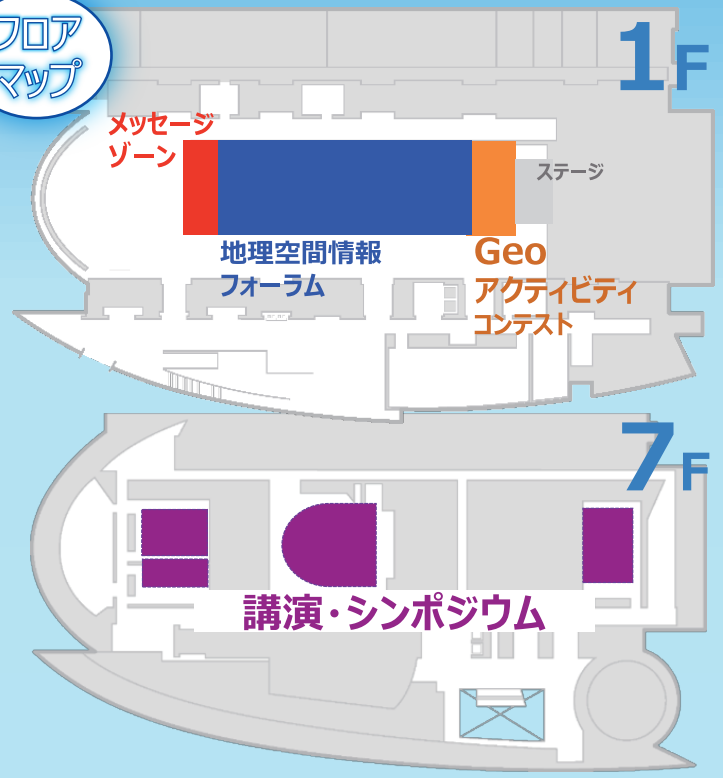 フロア
マップ
1F
メッセージ
ゾーン
ステージ
地理空間情報
フォーラム
Geo
アクティビティ
コンテスト
7F
講演・シンポジウム